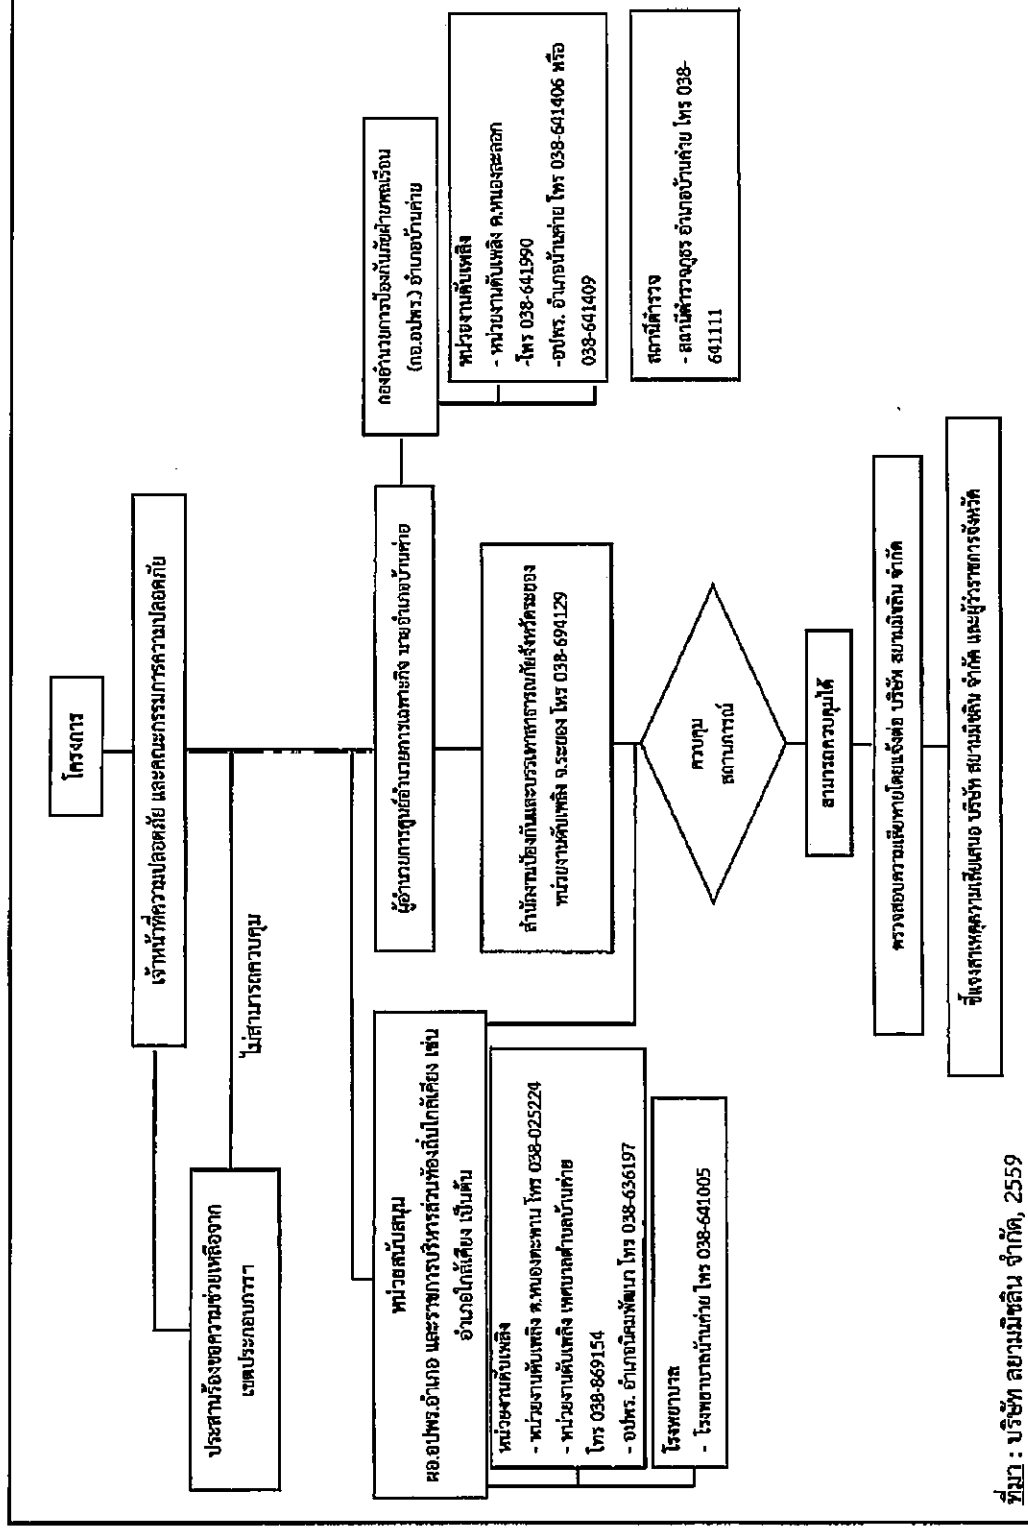 โครงการ
เจ้าหน้าที่ความปลอดภัย และคณะกรรมการความปลอดภัย
ประสานร้องขอความช่วยเหลือจาก
เขตประกอบการฯ
ไม่สามารถควบคุม
ผู้อำนวยการศูนย์อำนวยการเฉพาะกิจ นายอำเภอบ้านค่าย
กองอำนวยการป้องกันภัยฝ่ายพลเรือน
(กอ.อปพร.) อำเภอบ้านค่าย
หน่วยงานดับเพลิง
- หน่วยงานดับเพลิง ต.หนองละลอก
-โทร 038-641990
-อปพร. อำเภอบ้านค่าย โทร 038-641406 หรือ
038-641409
สถานีตำรวจ
- สถานีตำรวจภูธร อำเภอบ้านค่าย โทร 038-
641111
หน่วยสนับสนุน
ผอ.อปพร.อำเภอ และราชการบริหารส่วนท้องถิ่นใกล้เคียง เช่น
อำเภอใกล้เคียง เป็นต้น
หน่วยงานดับเพลิง
- หน่วยงานดับเพลิง ต.หนองตะพาน โทร 038-025224
- หน่วยงานดับเพลิง เทศบาลตำบลบ้านค่าย
โทร 038-869154
- อปพร. อำเภอนิคมพัฒนา โทร 038-636197
โรงพยาบาล
- โรงพยาบาลบ้านค่าย โทร 038-641005
สำนักงานป้องกันและบรรเทาสาธารณภัยจังหวัดระยอง
หน่วยงานดับเพลิง จ.ระยอง โทร 038-694129
ควบคุม
สถานการณ์
สามารถควบคุมได้
ตรวจสอบความเสียหายโดยแจ้งต่อ บริษัท สยามมิชลิน จำกัด
ชี้แจงสาเหตุความเสียเสนอ บริษัท สยามมิชลิน จำกัด และผู้ว่าราชการจังหวัด
ที่มา : บริษัท สยามมิชลิน จำกัด, 2559